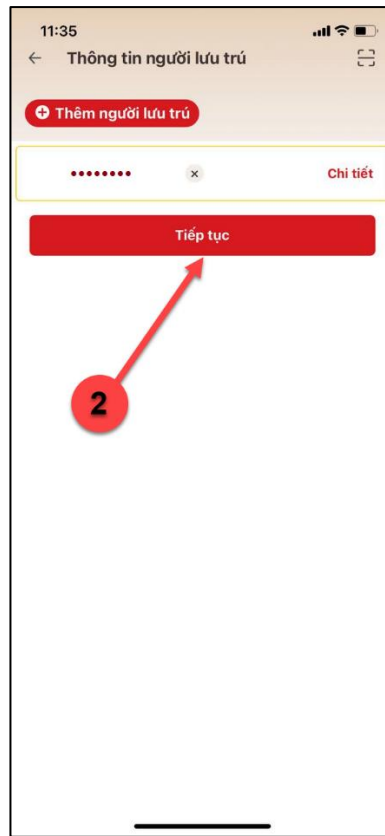 11:35
Thông tin người lưu trú
Thêm người lưu trú
•••••••• × Chi tiết
Tiếp tục
2